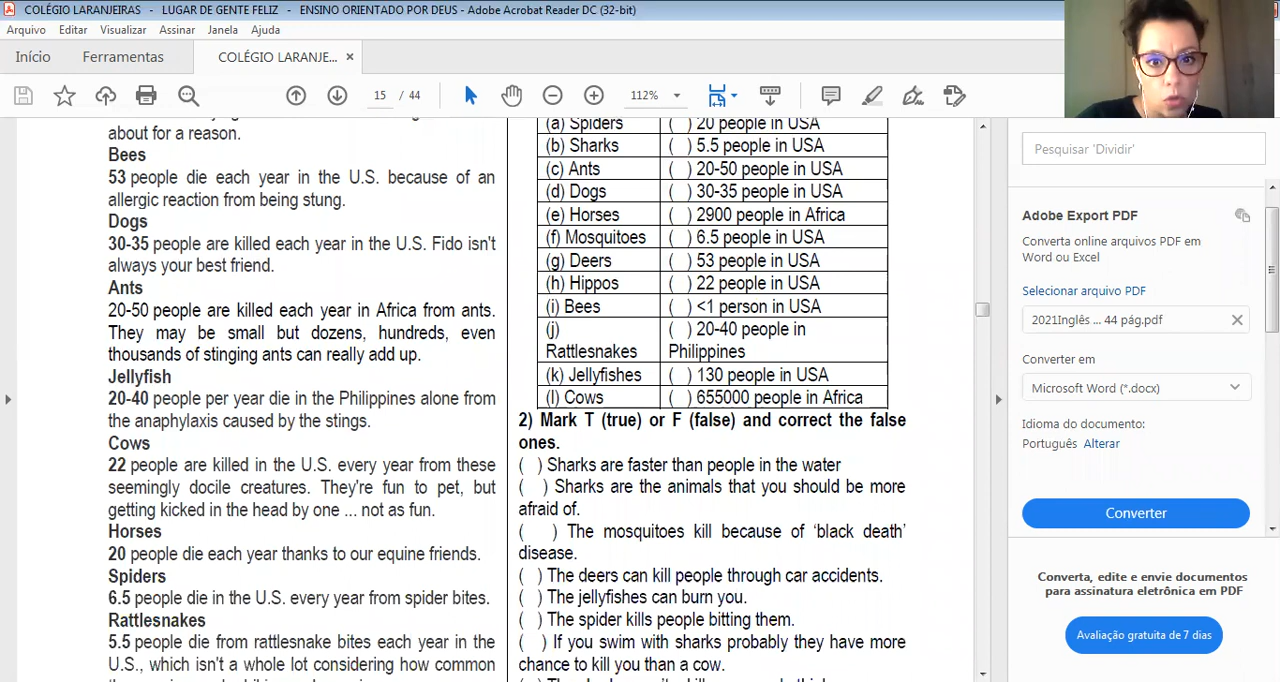 COLÉGIO LARANJEIRAS - LUGAR DE GENTE FELIZ - ENSINO ORIENTADO POR DEUS - Adobe Acrobat Reader DC (32-bit)
Arquivo Editar Visualizar Assinar Janela Ajuda
Início Ferramentas COLÉGIO LARANJE... ×
15 / 44 112%
about for a reason.
Bees
53 people die each year in the U.S. because of an
allergic reaction from being stung.
Dogs
30-35 people are killed each year in the U.S. Fido isn't
always your best friend.
Ants
20-50 people are killed each year in Africa from ants.
They may be small but dozens, hundreds, even
thousands of stinging ants can really add up.
Jellyfish
20-40 people per year die in the Philippines alone from
the anaphylaxis caused by the stings.
Cows
22 people are killed in the U.S. every year from these
seemingly docile creatures. They're fun to pet, but
getting kicked in the head by one ... not as fun.
Horses
20 people die each year thanks to our equine friends.
Spiders
6.5 people die in the U.S. every year from spider bites.
Rattlesnakes
5.5 people die from rattlesnake bites each year in the
U.S., which isn't a whole lot considering how common
(a) Spiders ( ) 20 people in USA
(b) Sharks ( ) 5.5 people in USA
(c) Ants ( ) 20-50 people in USA
(d) Dogs ( ) 30-35 people in USA
(e) Horses ( ) 2900 people in Africa
(f) Mosquitoes ( ) 6.5 people in USA
(g) Deers ( ) 53 people in USA
(h) Hippos ( ) 22 people in USA
(i) Bees ( ) <1 person in USA
(j) ( ) 20-40 people in
Rattlesnakes Philippines
(k) Jellyfishes ( ) 130 people in USA
(l) Cows ( ) 655000 people in Africa
2) Mark T (true) or F (false) and correct the false
ones.
( ) Sharks are faster than people in the water
( ) Sharks are the animals that you should be more
afraid of.
( ) The mosquitoes kill because of ‘black death’
disease.
( ) The deers can kill people through car accidents.
( ) The jellyfishes can burn you.
( ) The spider kills people bitting them.
( ) If you swim with sharks probably they have more
chance to kill you than a cow.
Pesquisar 'Dividir'
Adobe Export PDF
Converta online arquivos PDF em
Word ou Excel
Selecionar arquivo PDF
2021Inglês ... 44 pág.pdf ×
Converter em
Microsoft Word (*.docx)
Idioma do documento:
Português Alterar
Converter
Converta, edite e envie documentos
para assinatura eletrônica em PDF
Avaliação gratuita de 7 dias